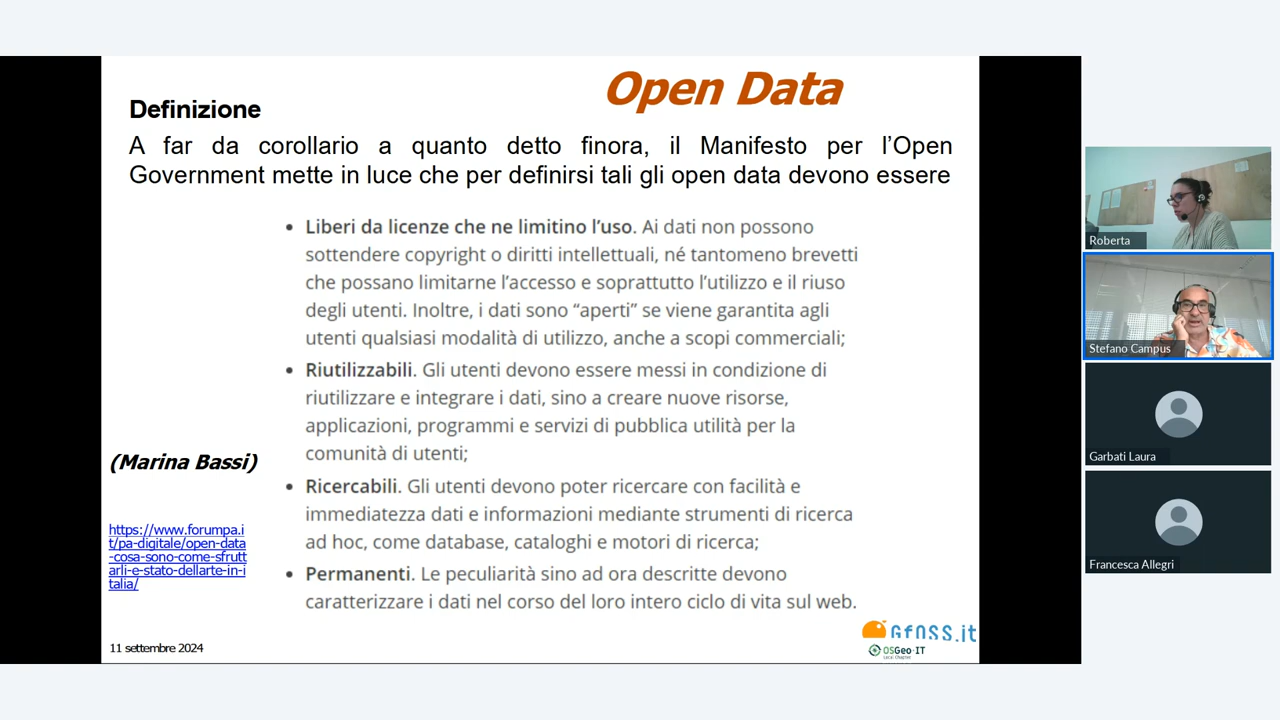 Open Data
Definizione
A far da corollario a quanto detto finora, il Manifesto per l'Open
Government mette in luce che per definirsi tali gli open data devono essere
• Liberi da licenze che ne limitino l'uso. Ai dati non possono
sottendere copyright o diritti intellettuali, né tantomeno brevetti
che possano limitarne l'accesso e soprattutto l'utilizzo e il riuso
degli utenti. Inoltre, i dati sono “aperti” se viene garantita agli
utenti qualsiasi modalità di utilizzo, anche a scopi commerciali;
• Riutilizzabili. Gli utenti devono essere messi in condizione di
riutilizzare e integrare i dati, sino a creare nuove risorse,
applicazioni, programmi e servizi di pubblica utilità per la
comunità di utenti;
• Ricercabili. Gli utenti devono poter ricercare con facilità e
immediatezza dati e informazioni mediante strumenti di ricerca
ad hoc, come database, cataloghi e motori di ricerca;
• Permanenti. Le peculiarità sino ad ora descritte devono
caratterizzare i dati nel corso del loro intero ciclo di vita sul web.
(Marina Bassi)
https://www.forumpa.i
t/pa-digitale/open-data
-cosa-sono-come-sfrutt
arli-e-stato-dellarte-in-i
talia/
11 settembre 2024
GFOSS.it
OSGeo·IT
Local Chapter
Roberta
Stefano Campus
Garbati Laura
Francesca Allegri